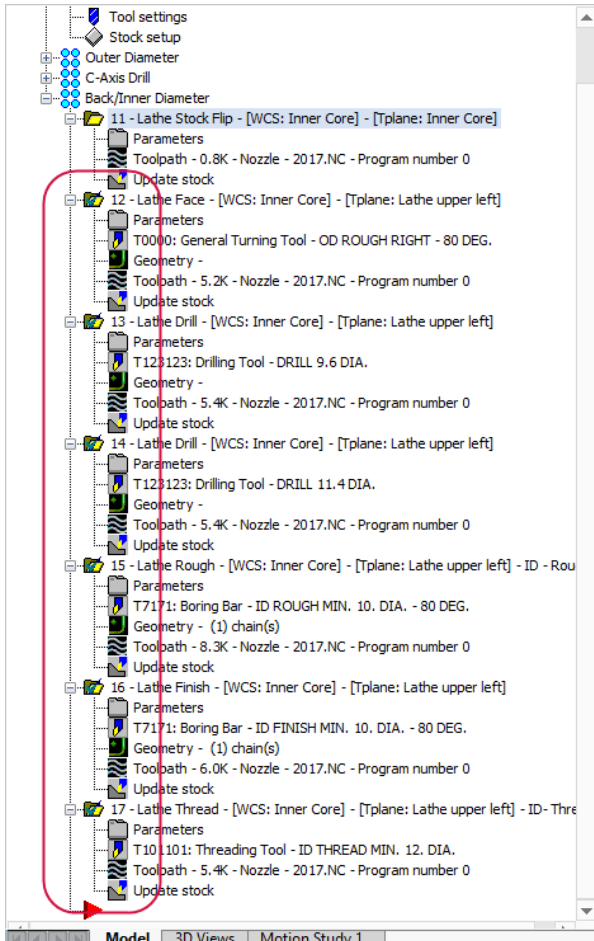 Tool settings
Stock setup
Outer Diameter
C-Axis Drill
Back/Inner Diameter
11 - Lathe Stock Flip - [WCS: Inner Core] - [Tplane: Inner Core]
Parameters
Toolpath - 0.8K - Nozzle - 2017.NC - Program number 0
Update stock
12 - Lathe Face - [WCS: Inner Core] - [Tplane: Lathe upper left]
Parameters
T0000: General Turning Tool - OD ROUGH RIGHT - 80 DEG.
Geometry -
Toolpath - 5.2K - Nozzle - 2017.NC - Program number 0
Update stock
13 - Lathe Drill - [WCS: Inner Core] - [Tplane: Lathe upper left]
Parameters
T123123: Drilling Tool - DRILL 9.6 DIA.
Geometry -
Toolpath - 5.4K - Nozzle - 2017.NC - Program number 0
Update stock
14 - Lathe Drill - [WCS: Inner Core] - [Tplane: Lathe upper left]
Parameters
T123123: Drilling Tool - DRILL 11.4 DIA.
Geometry -
Toolpath - 5.4K - Nozzle - 2017.NC - Program number 0
Update stock
15 - Lathe Rough - [WCS: Inner Core] - [Tplane: Lathe upper left] - ID - Rou
Parameters
T7171: Boring Bar - ID ROUGH MIN. 10. DIA. - 80 DEG.
Geometry - (1) chain(s)
Toolpath - 8.3K - Nozzle - 2017.NC - Program number 0
Update stock
16 - Lathe Finish - [WCS: Inner Core] - [Tplane: Lathe upper left]
Parameters
T7171: Boring Bar - ID FINISH MIN. 10. DIA. - 80 DEG.
Geometry - (1) chain(s)
Toolpath - 6.0K - Nozzle - 2017.NC - Program number 0
Update stock
17 - Lathe Thread - [WCS: Inner Core] - [Tplane: Lathe upper left] - ID- Thre
Parameters
T101101: Threading Tool - ID THREAD MIN. 12. DIA.
Toolpath - 5.4K - Nozzle - 2017.NC - Program number 0
Update stock
Model 3D Views Motion Study 1